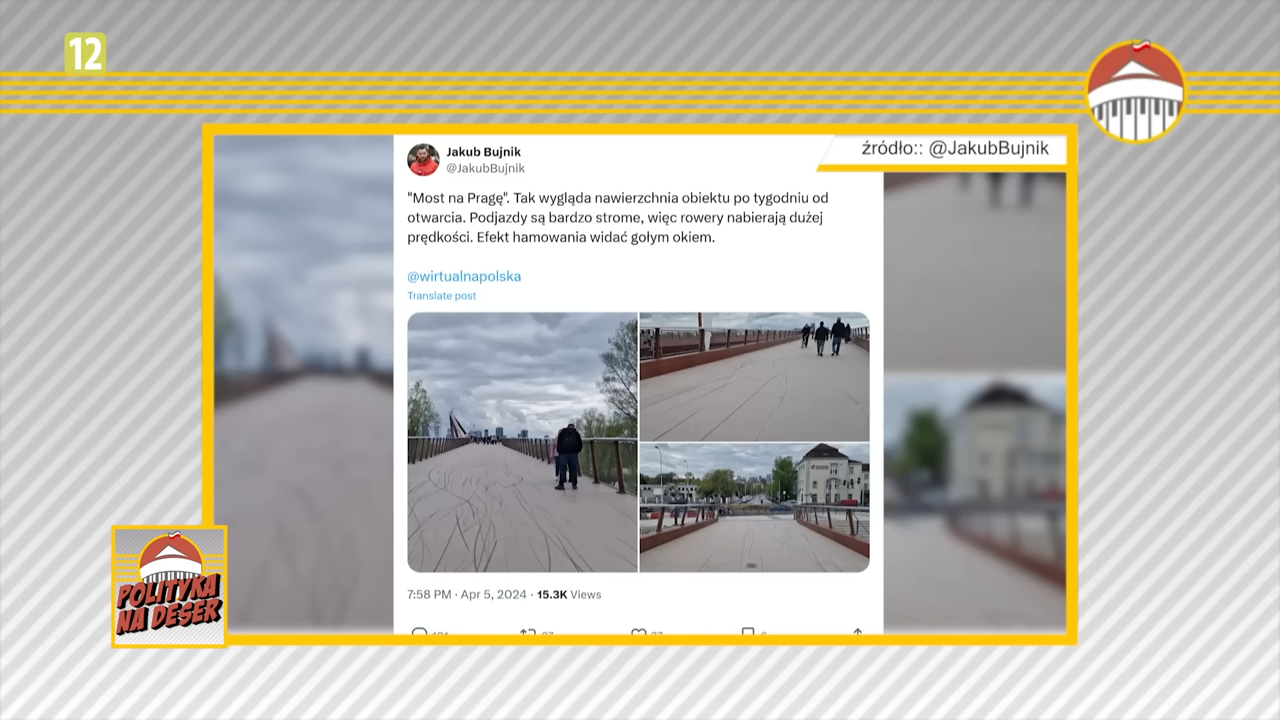 12
źródło:: @JakubBujnik
Jakub Bujnik
@JakubBujnik
"Most na Pragę". Tak wygląda nawierzchnia obiektu po tygodniu od
otwarcia. Podjazdy są bardzo strome, więc rowery nabierają dużej
prędkości. Efekt hamowania widać gołym okiem.
@wirtualnapolska
Translate post
7:58 PM · Apr 5, 2024 · 15.3K Views
POLITYKA
NA DESER